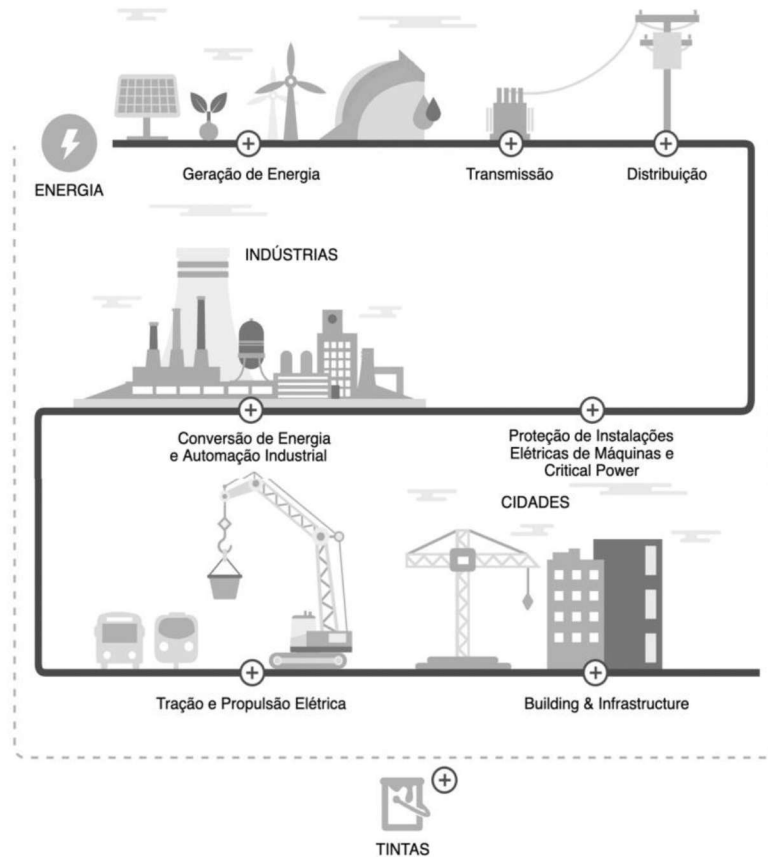 ENERGIA
Geração de Energia
Transmissão
Distribuição
INDÚSTRIAS
Conversão de Energia
e Automação Industrial
Proteção de Instalações
Elétricas de Máquinas e
Critical Power
CIDADES
Tração e Propulsão Elétrica
Building & Infrastructure
TINTAS